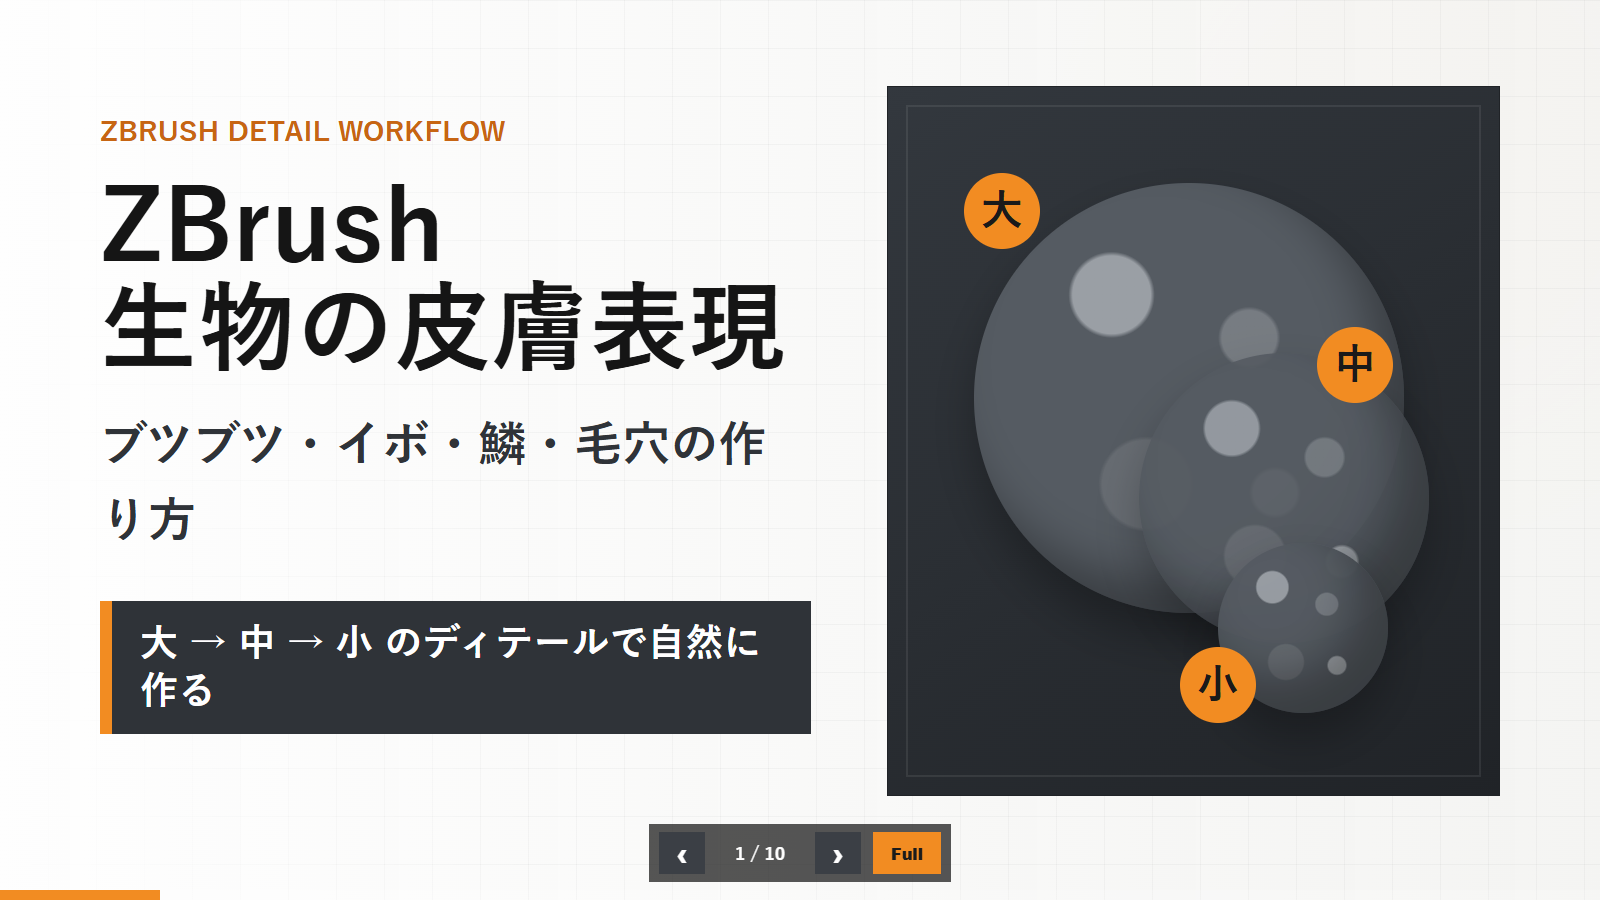 ZBRUSH DETAIL WORKFLOW
ZBrush
生物の皮膚表現
ブツブツ・イボ・鱗・毛穴の作
り方
大 → 中 → 小 のディテールで自然に
作る
大
中
小
‹ 1 / 10 › Full